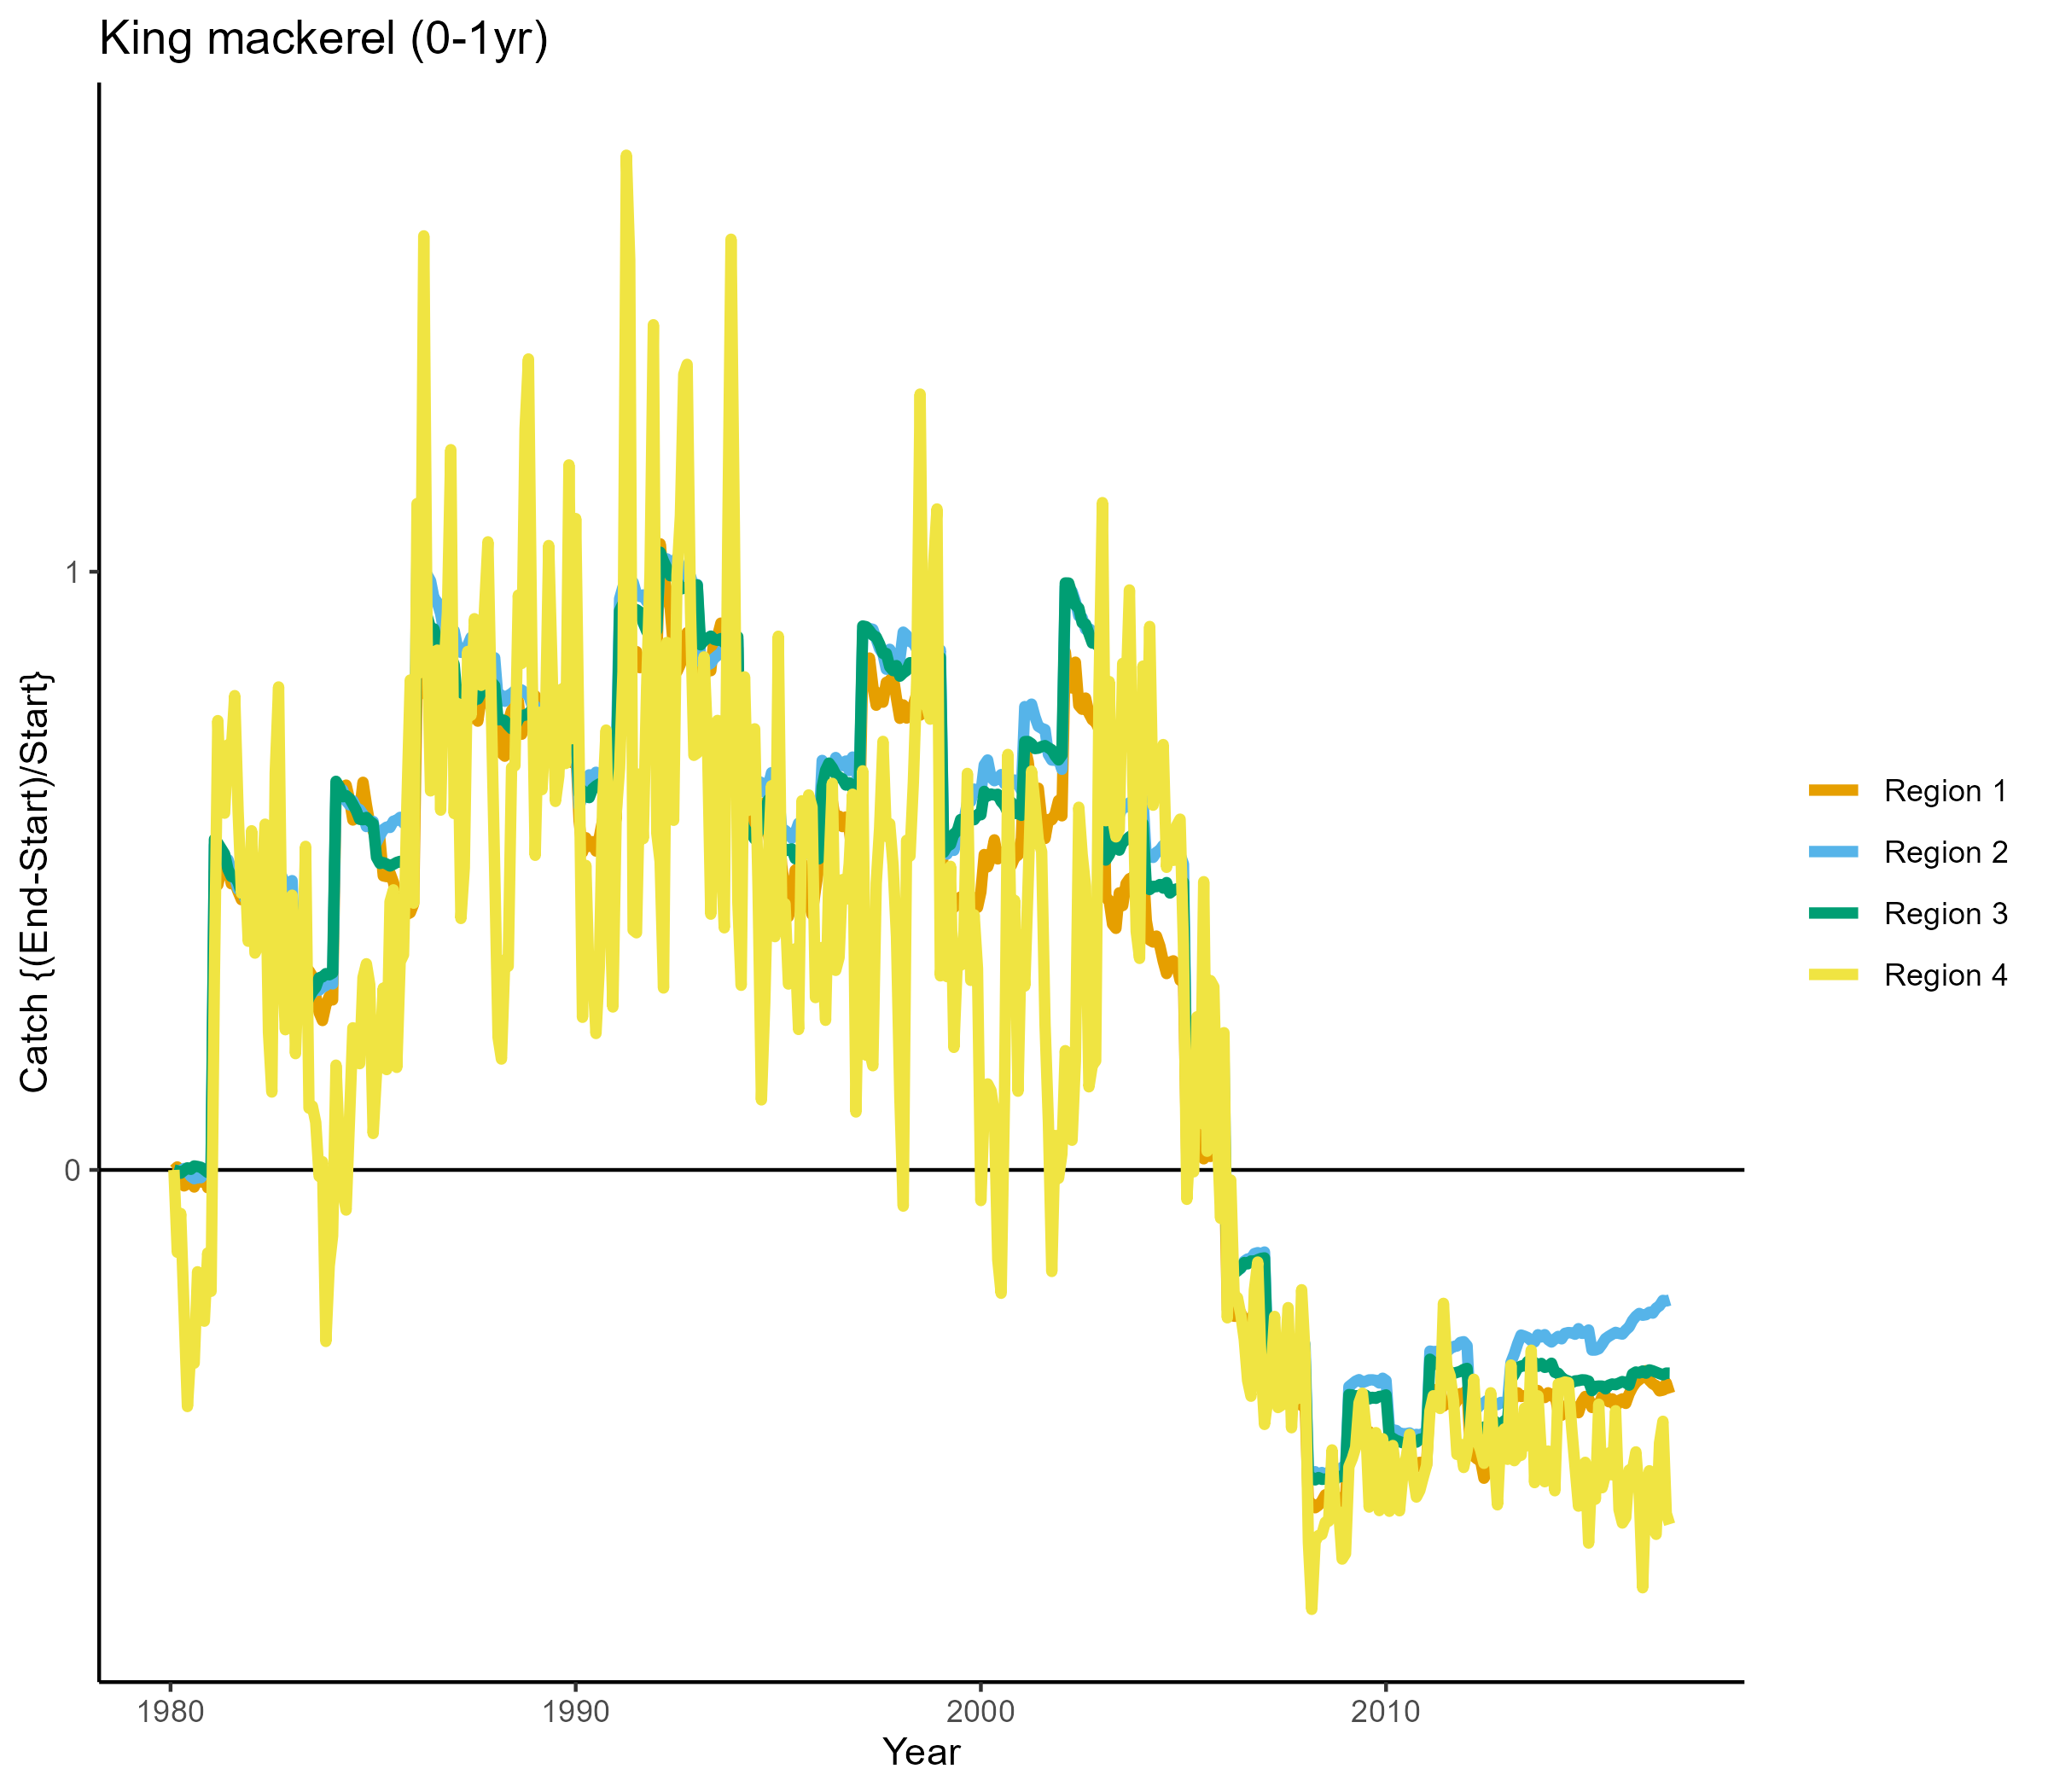 King mackerel (0-1yr)
Catch {(End-Start)/Start}
1
0
1980
1990
2000
2010
Year
Region 1
Region 2
Region 3
Region 4